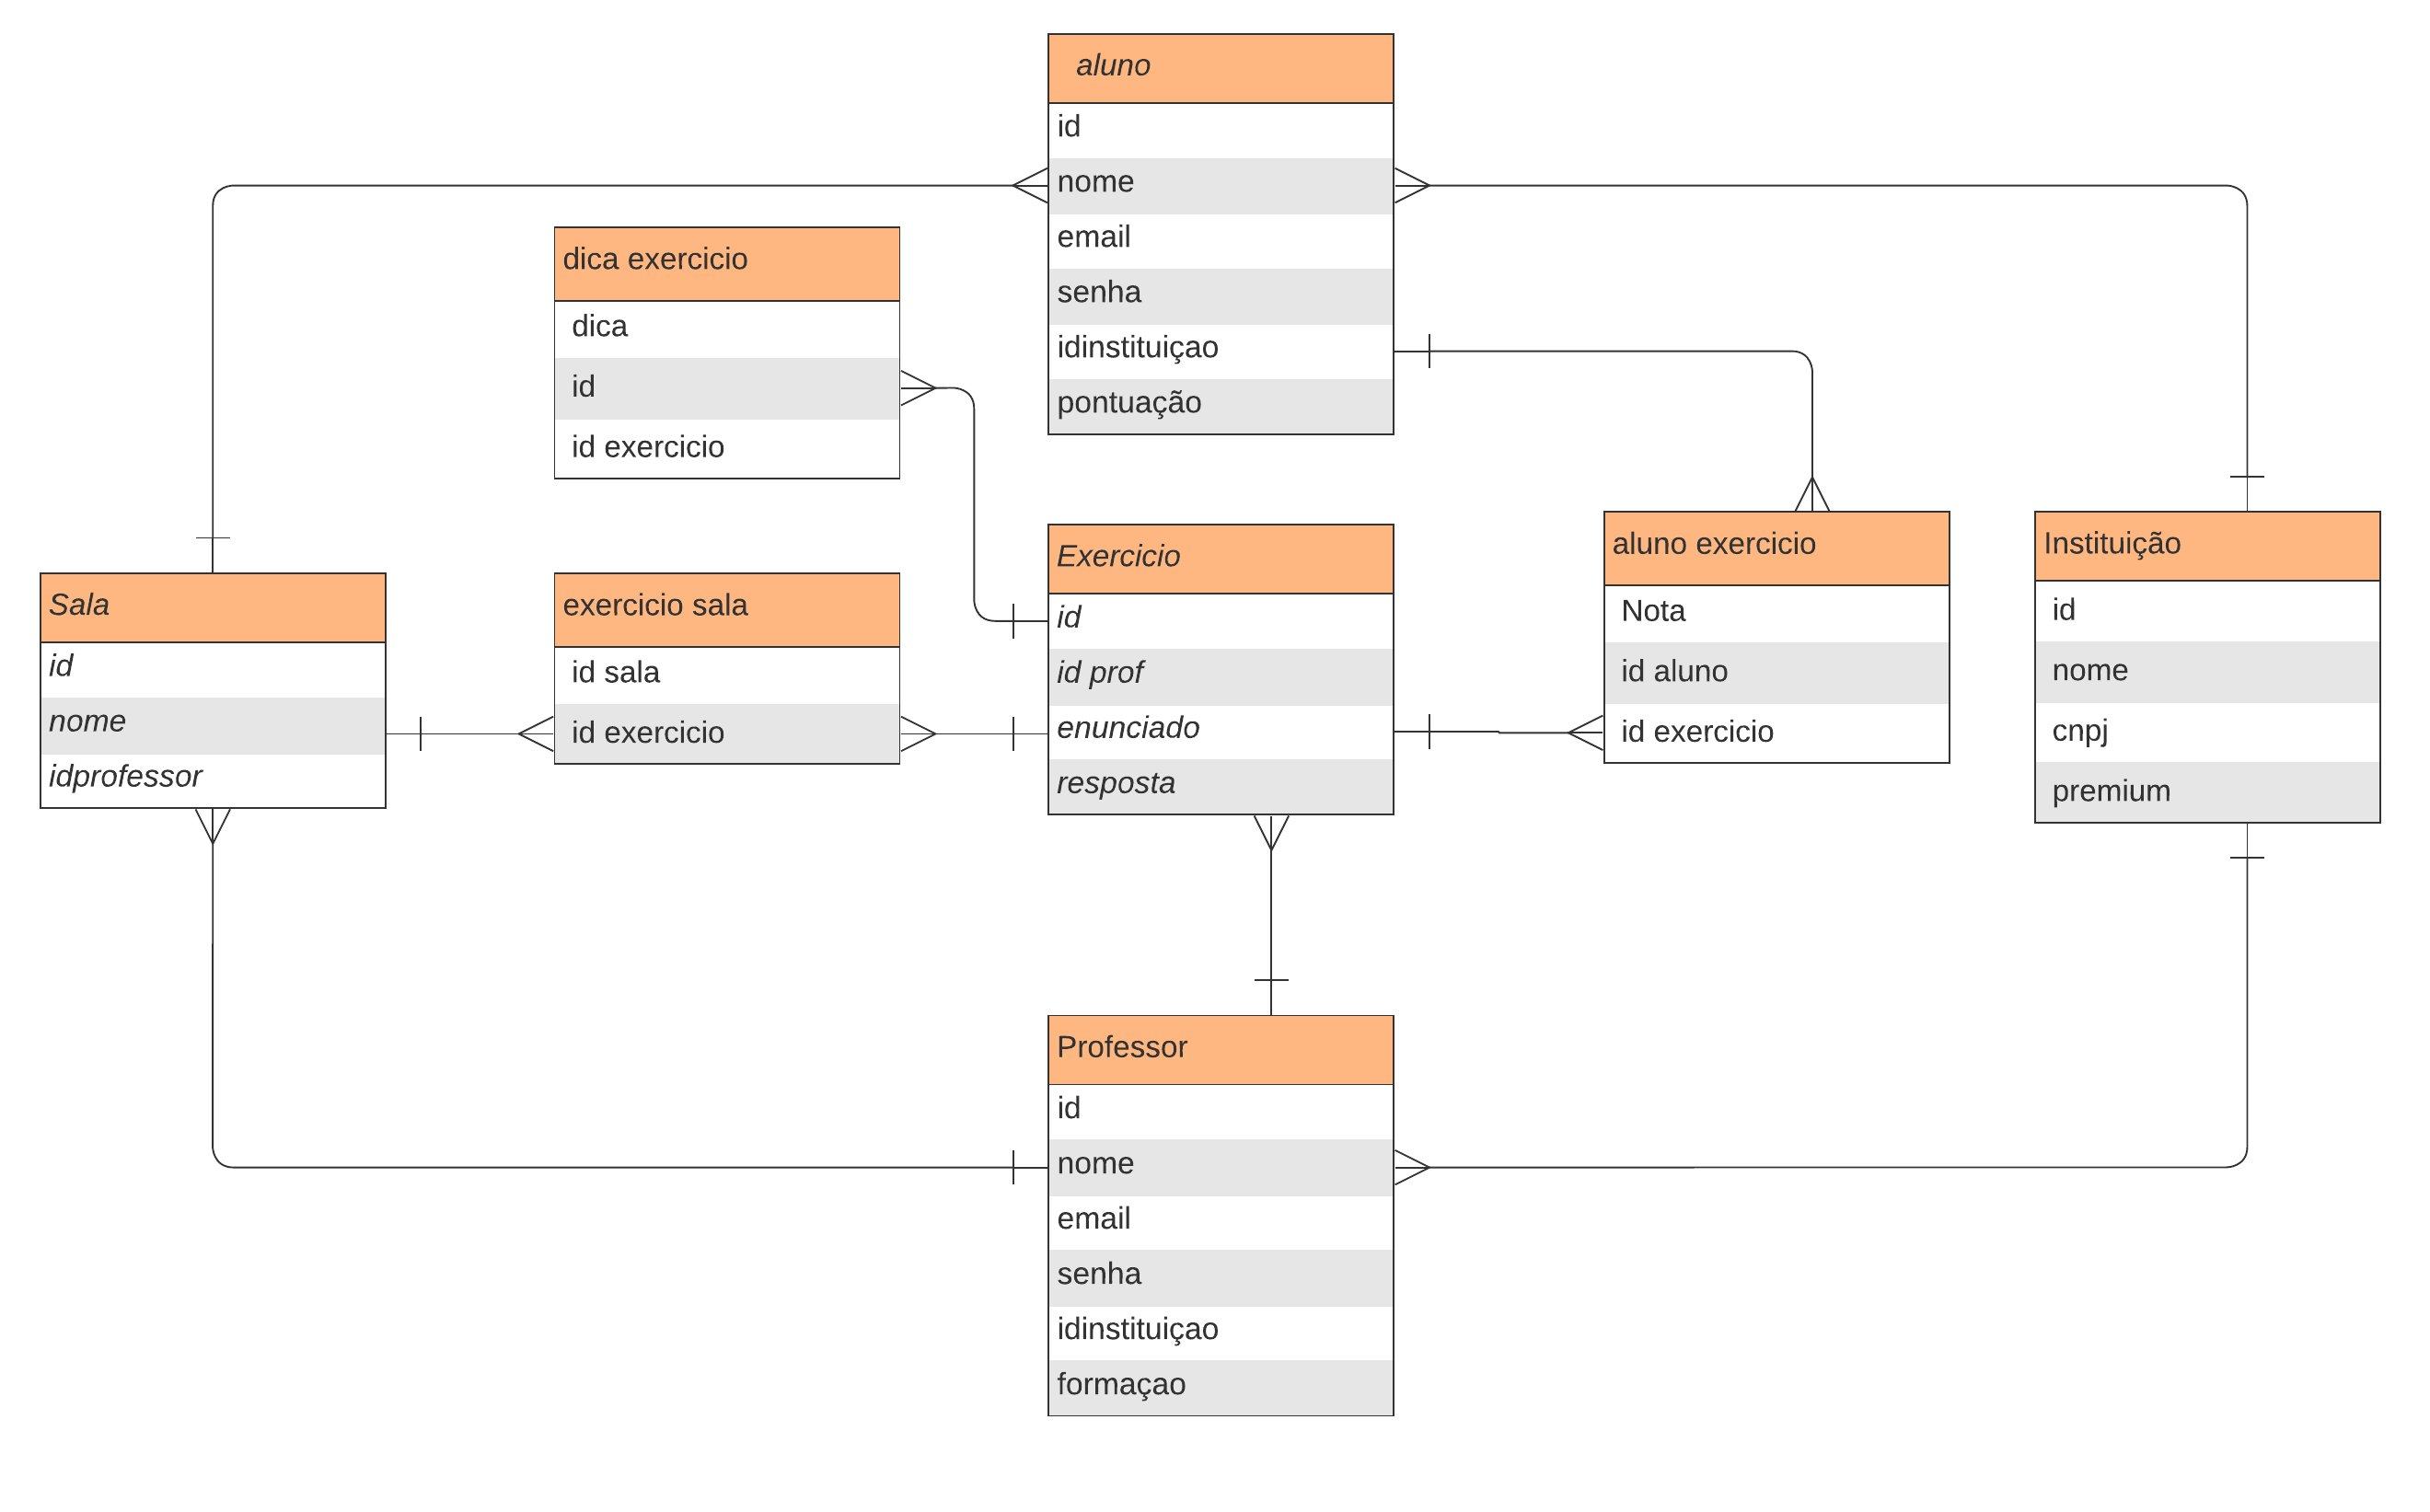 aluno
id
nome
email
senha
idinstituiçao
pontuação
dica exercicio
dica
id
id exercicio
Sala
id
nome
idprofessor
exercicio sala
id sala
id exercicio
Exercicio
id
id prof
enunciado
resposta
aluno exercicio
Nota
id aluno
id exercicio
Instituição
id
nome
cnpj
premium
Professor
id
nome
email
senha
idinstituiçao
formaçao